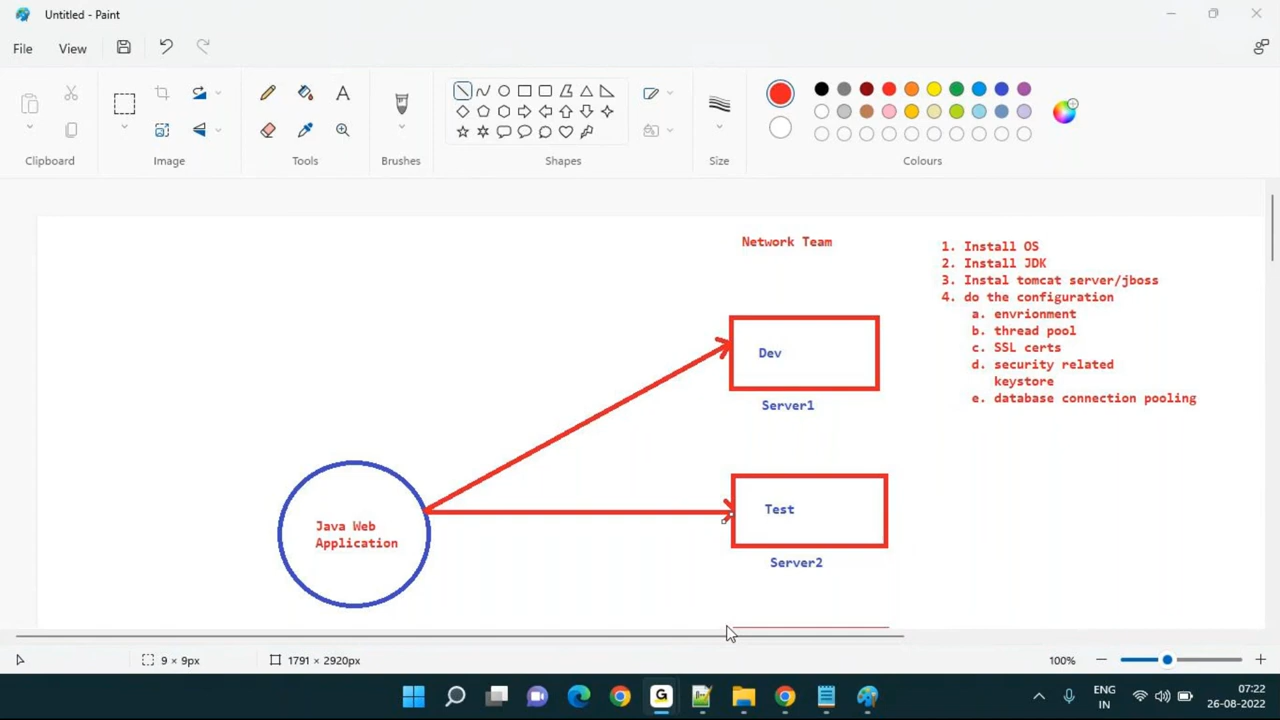 Untitled - Paint
File
View
Clipboard
Image
Tools
Brushes
Shapes
Size
Colours
Network Team
1. Install OS
2. Install JDK
3. Instal tomcat server/jboss
4. do the configuration
a. envrionment
b. thread pool
c. SSL certs
d. security related
keystore
e. database connection pooling
Dev
Server1
Java Web
Application
Test
Server2
9 × 9px
1791 × 2920px
100%
ENG
IN
07:22
26-08-2022